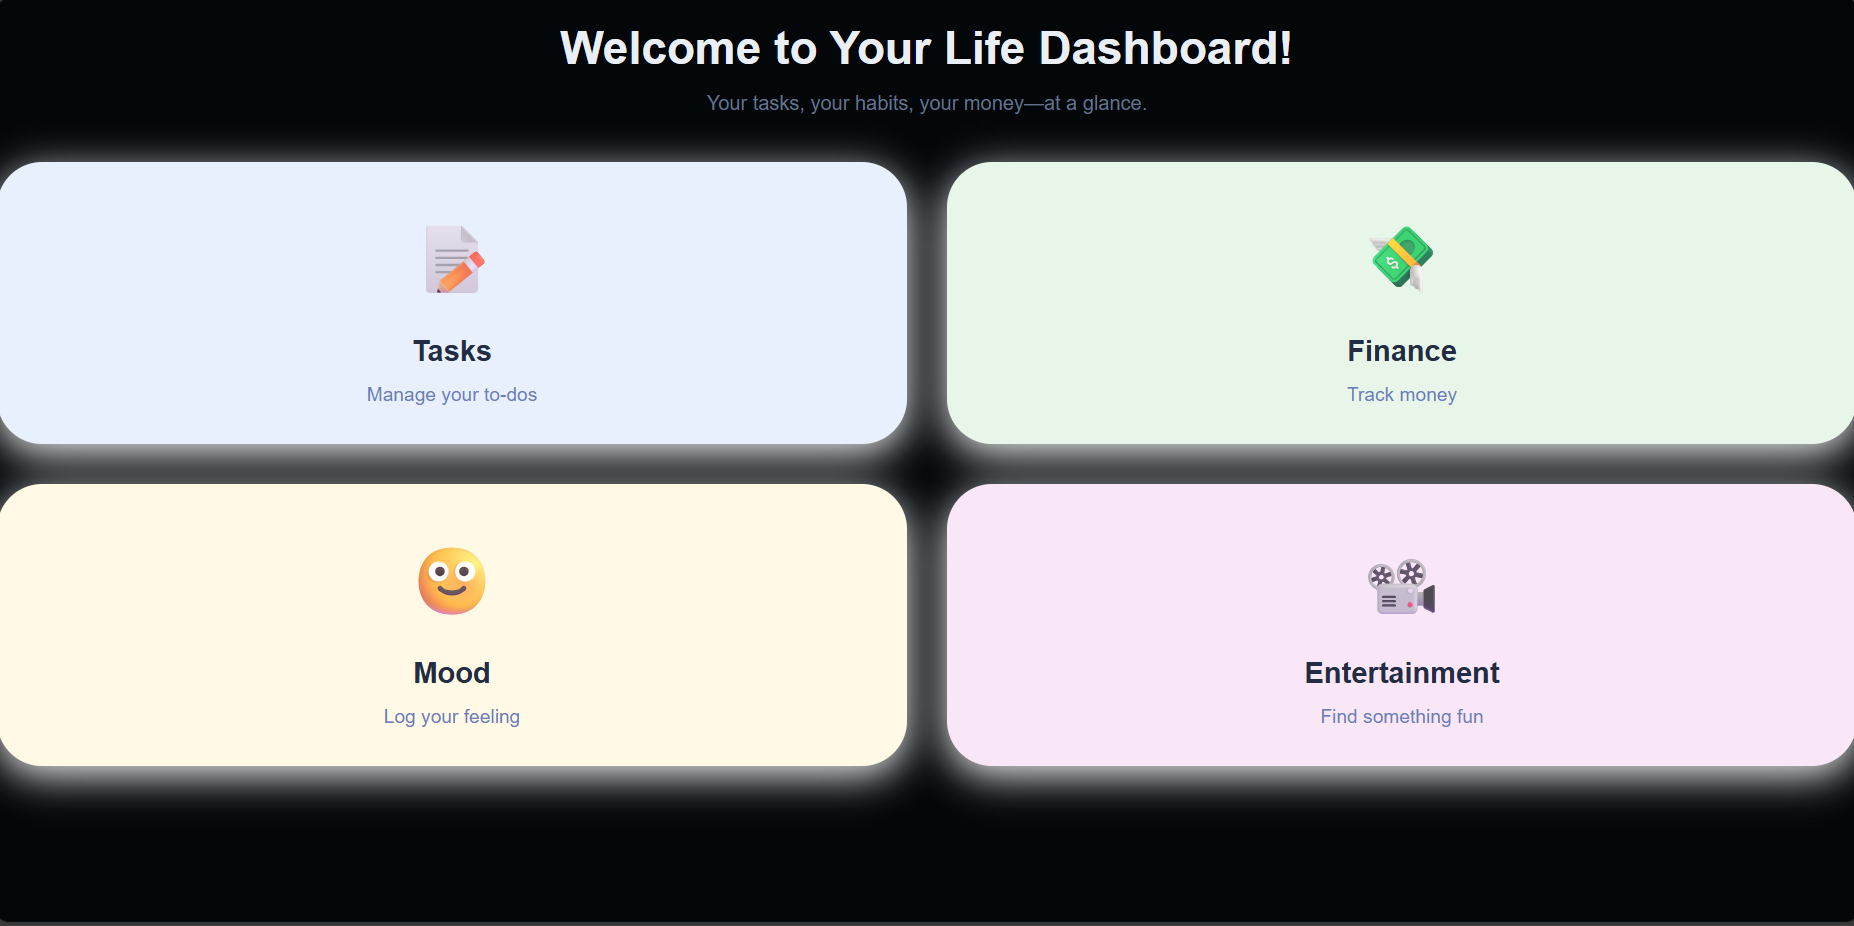 Welcome to Your Life Dashboard!
Your tasks, your habits, your money—at a glance.
Tasks
Manage your to-dos
Finance
Track money
Mood
Log your feeling
Entertainment
Find something fun